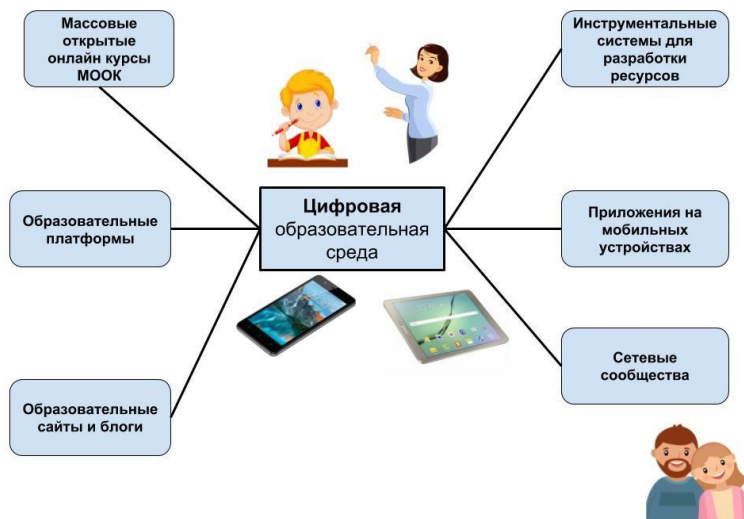 Массовые
открытые
онлайн курсы
МООК
Инструментальные
системы для
разработки
ресурсов
Образовательные
платформы
Цифровая
образовательная
среда
Приложения на
мобильных
устройствах
Образовательные
сайты и блоги
Сетевые
сообщества